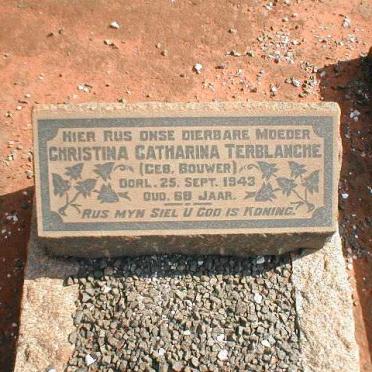 HIER RUS ONSE DIERBARE MOEDER
CHRISTINA CATHARINA TERBLANCHE
(GEB. BOUWER)
OORL. 25. SEPT. 1943
OUD. 68 JAAR.
RUS MYN SIEL U GOD IS KONING.